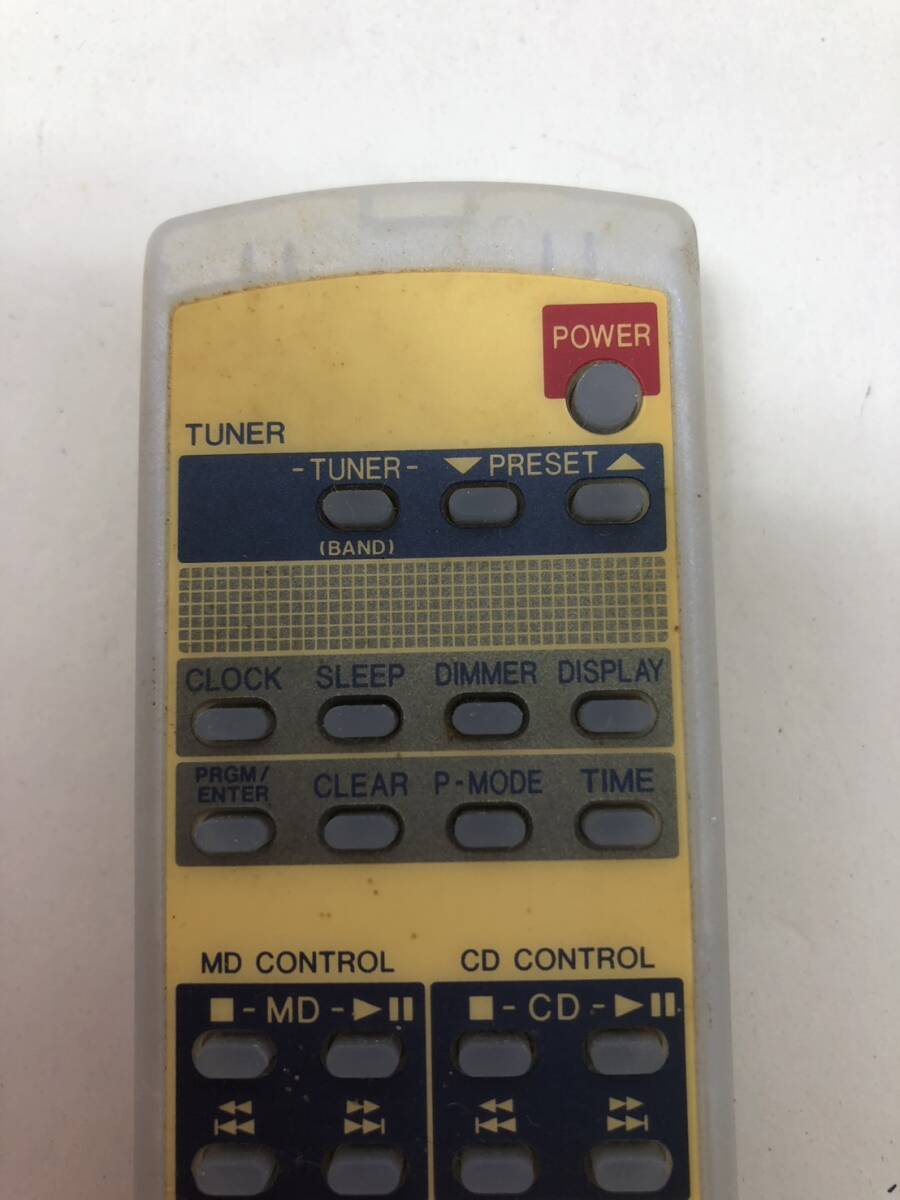 POWER
TUNER
-TUNER- ▼ PRESET ▲
(BAND)
CLOCK SLEEP DIMMER DISPLAY
PRGM/
ENTER CLEAR P-MODE TIME
MD CONTROL CD CONTROL
■-MD-▶II ■-CD-▶II